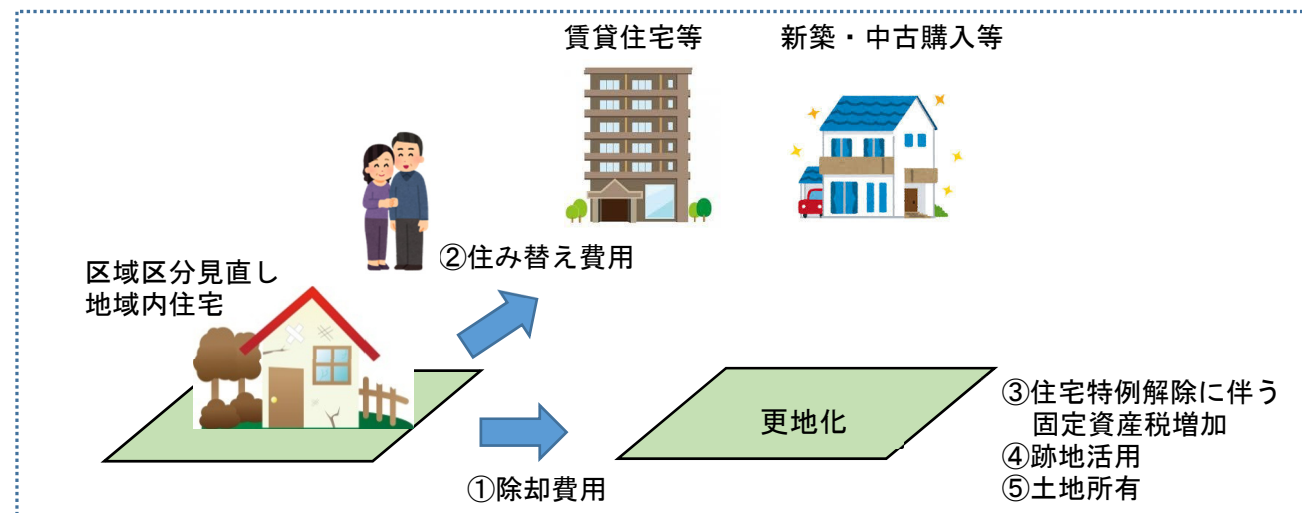 賃貸住宅等
新築・中古購入等
②住み替え費用
区域区分見直し
地域内住宅
更地化
①除却費用
③住宅特例解除に伴う
固定資産税増加
④跡地活用
⑤土地所有